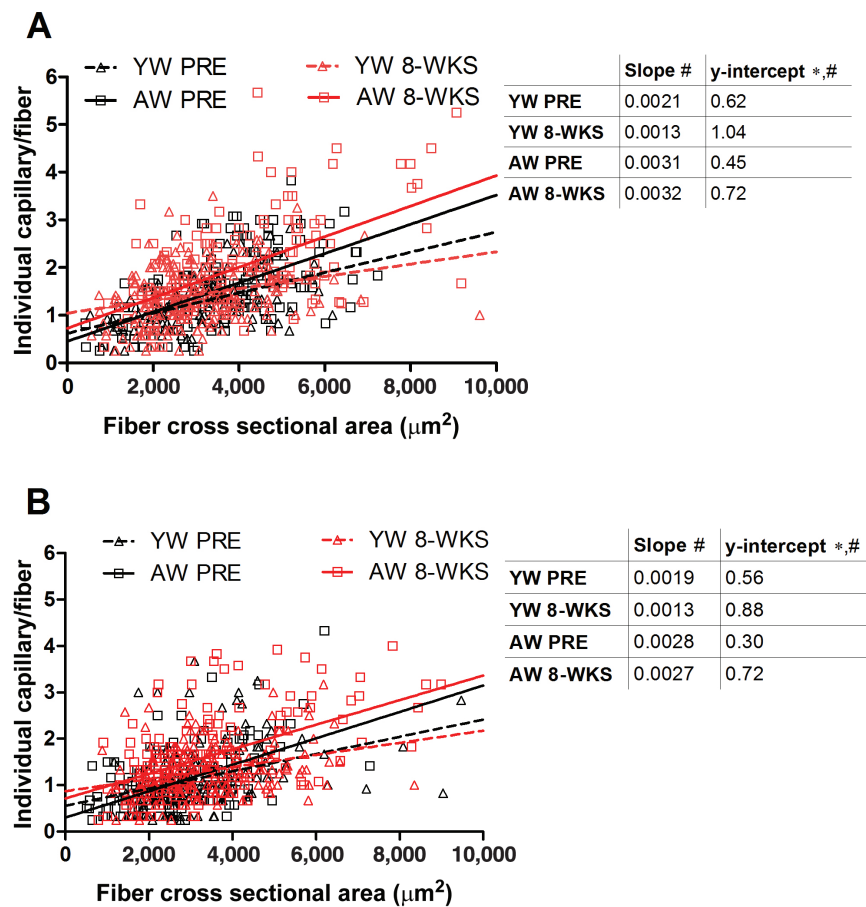 A
YW PRE
YW 8-WKS
AW PRE
AW 8-WKS
Individual capillary/fiber
6
5
4
3
2
1
0
0 2,000 4,000 6,000 8,000 10,000
Fiber cross sectional area (μm²)
Slope # y-intercept *,#
YW PRE 0.0021 0.62
YW 8-WKS 0.0013 1.04
AW PRE 0.0031 0.45
AW 8-WKS 0.0032 0.72
B
YW PRE
YW 8-WKS
AW PRE
AW 8-WKS
Individual capillary/fiber
6
5
4
3
2
1
0
0 2,000 4,000 6,000 8,000 10,000
Fiber cross sectional area (μm²)
Slope # y-intercept *,#
YW PRE 0.0019 0.56
YW 8-WKS 0.0013 0.88
AW PRE 0.0028 0.30
AW 8-WKS 0.0027 0.72